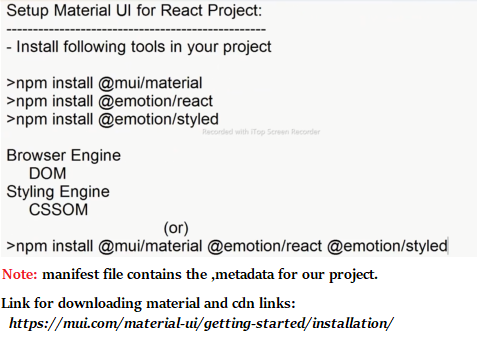 Setup Material UI for React Project:
-------------------------------------------------
- Install following tools in your project
>npm install @mui/material
>npm install @emotion/react
>npm install @emotion/styled
Recorded with iTop Screen Recorder
Browser Engine
DOM
Styling Engine
CSSOM
(or)
>npm install @mui/material @emotion/react @emotion/styled
Note: manifest file contains the ,metadata for our project.
Link for downloading material and cdn links:
https://mui.com/material-ui/getting-started/installation/